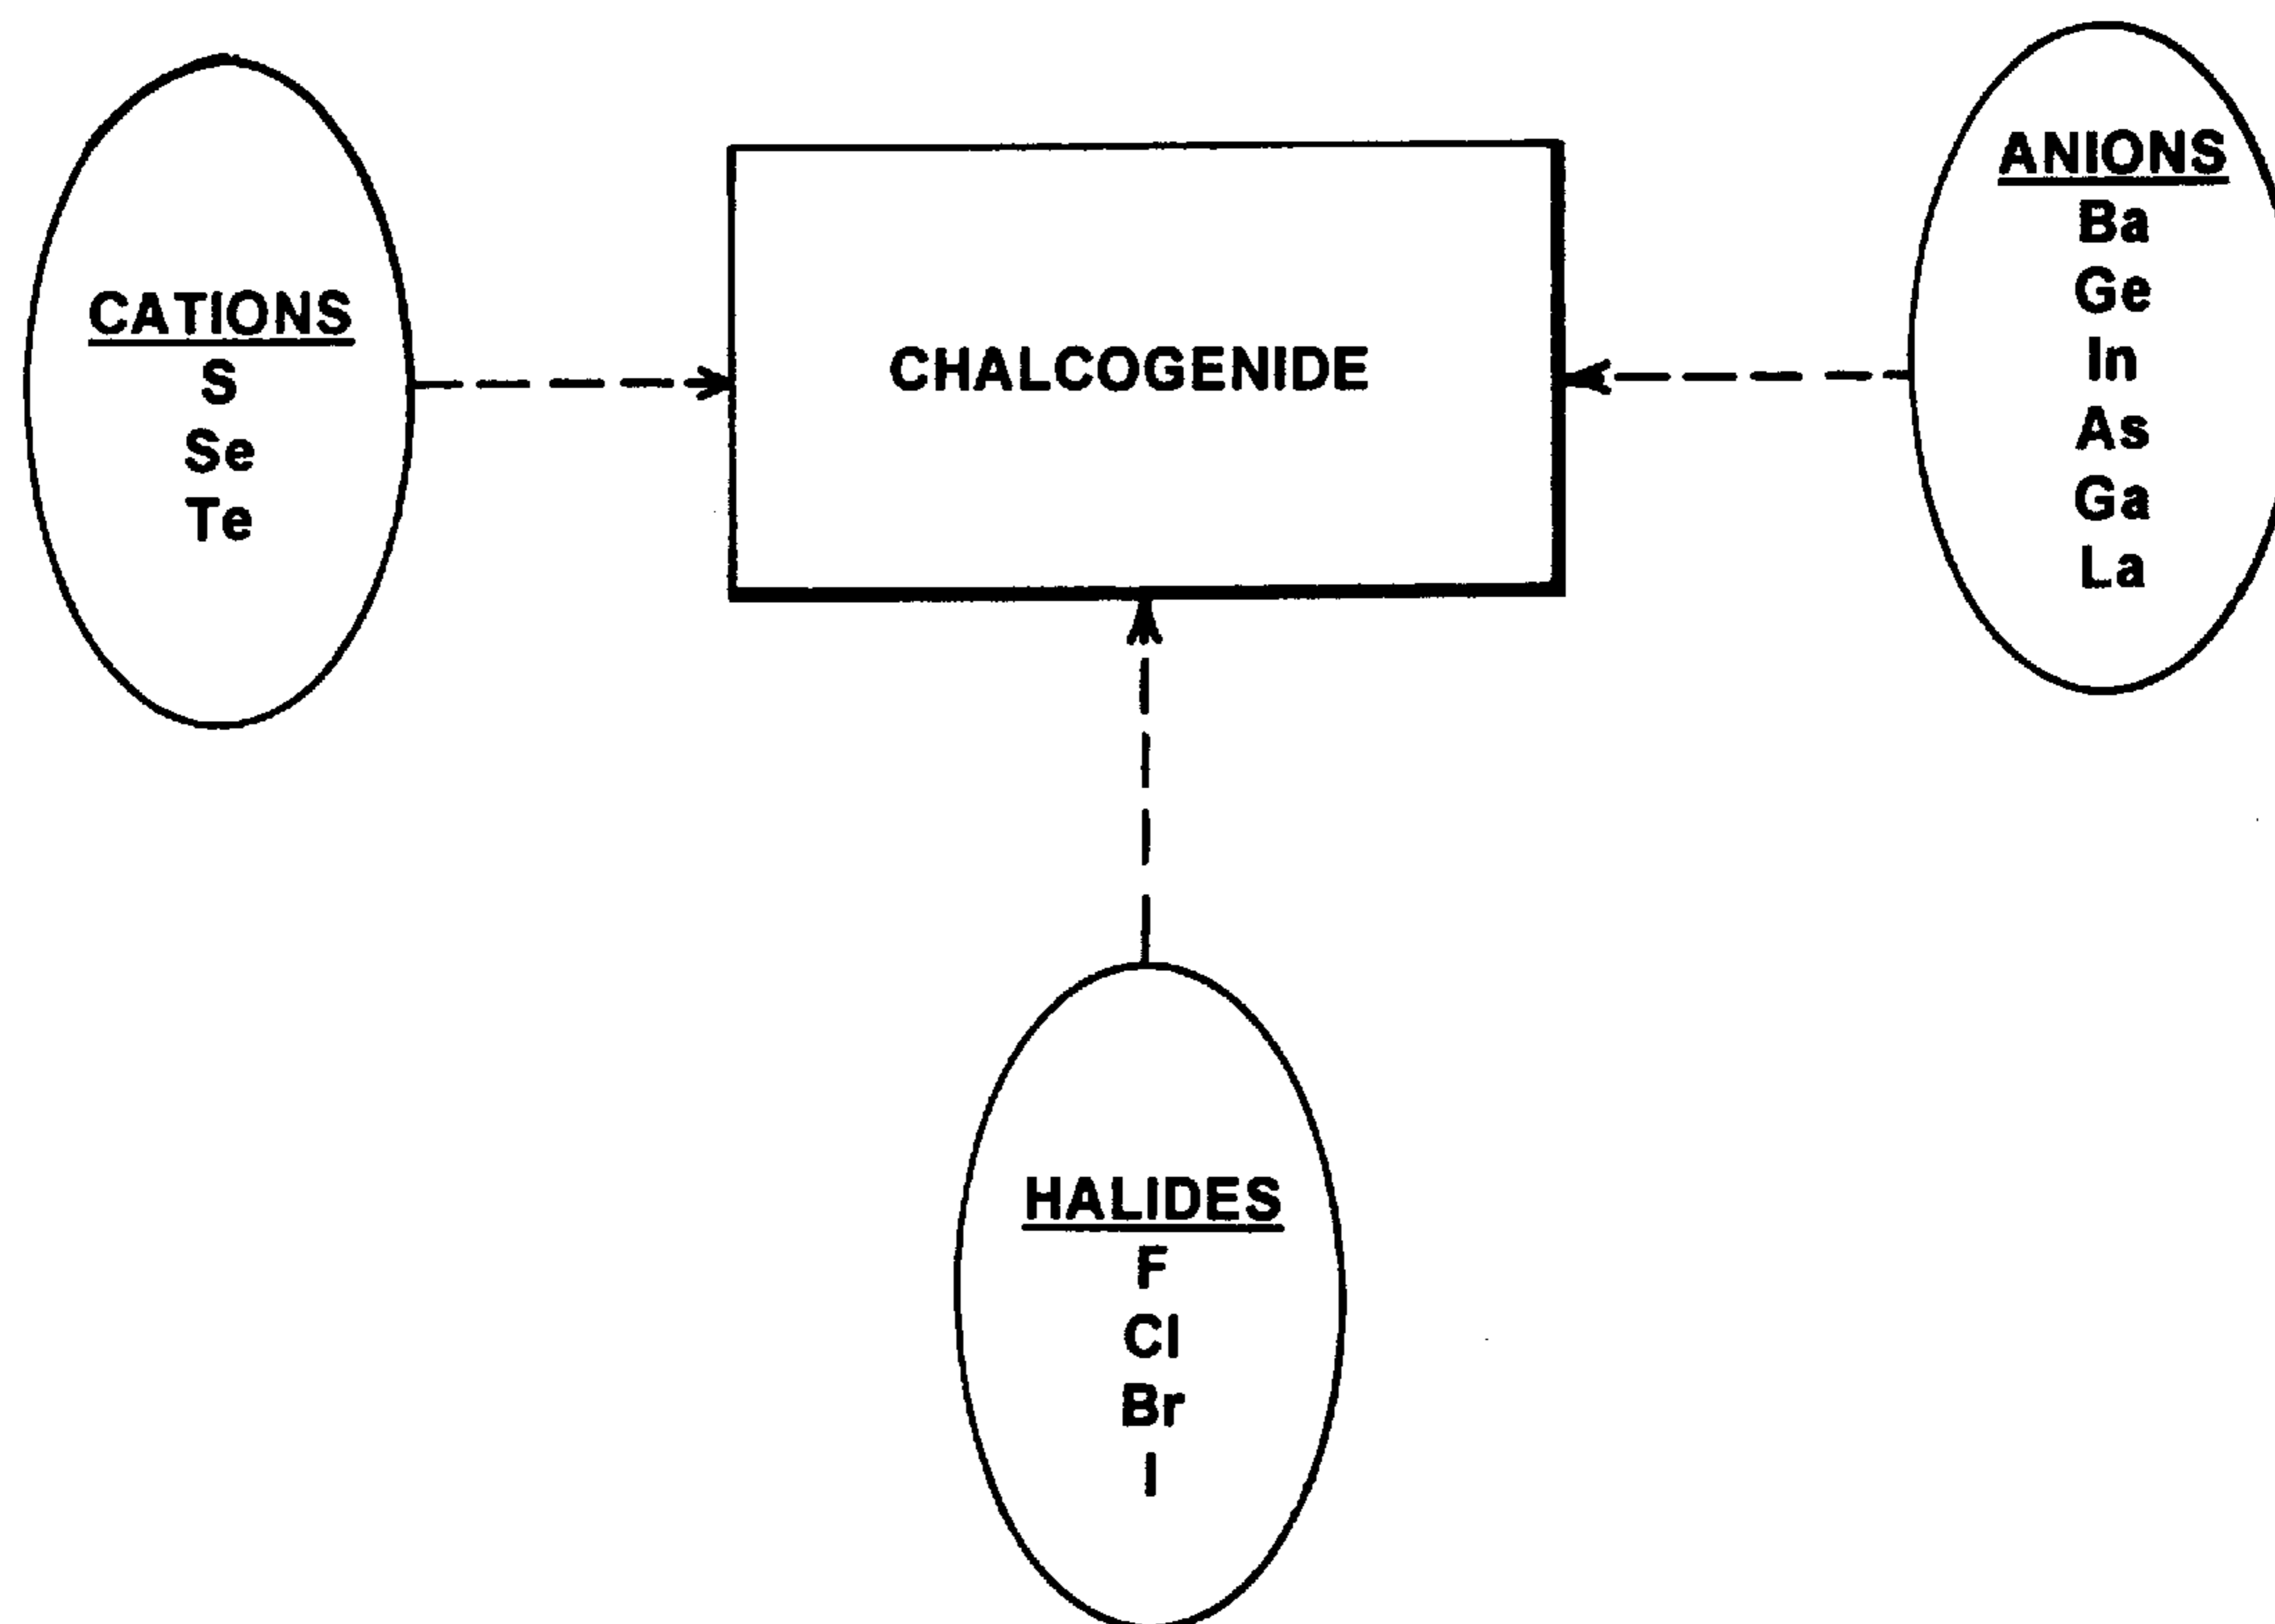 CATIONS
S
Se
Te
CHALCOGENIDE
ANIONS
Ba
Ge
In
As
Ga
La
HALIDES
F
Cl
Br
I